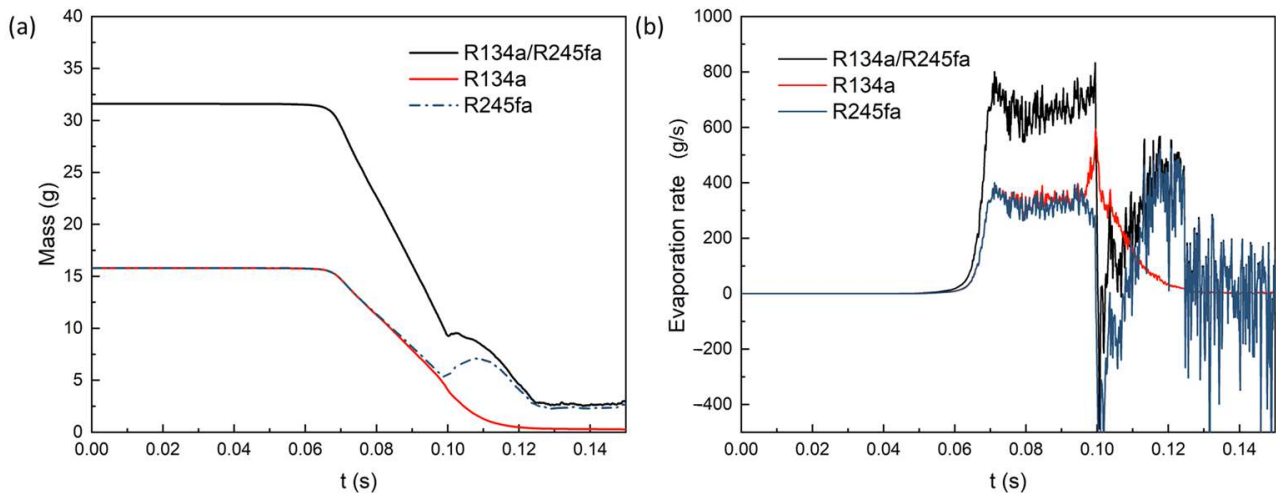 (a)
40
35
30
25
20
15
10
5
0
Mass (g)
R134a/R245fa
R134a
R245fa
0.00 0.02 0.04 0.06 0.08 0.10 0.12 0.14
t (s)
(b)
1000
800
600
400
200
0
−200
−400
Evaporation rate (g/s)
R134a/R245fa
R134a
R245fa
0.00 0.02 0.04 0.06 0.08 0.10 0.12 0.14
t (s)